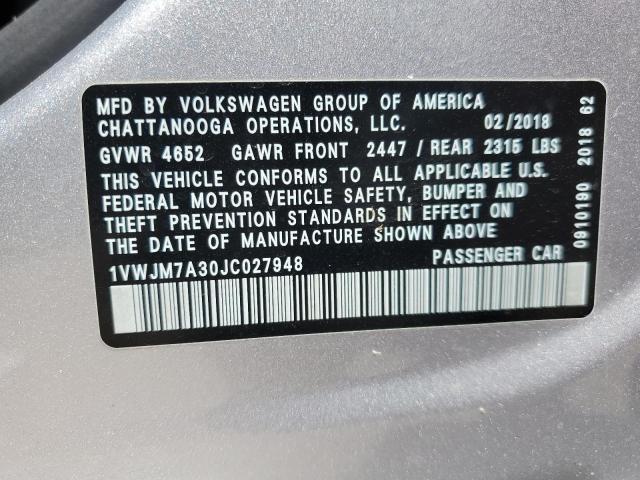 MFD BY VOLKSWAGEN GROUP OF AMERICA
CHATTANOOGA OPERATIONS, LLC. 02/2018
GVWR 4652 GAWR FRONT 2447 / REAR 2315 LBS
THIS VEHICLE CONFORMS TO ALL APPLICABLE U.S.
FEDERAL MOTOR VEHICLE SAFETY, BUMPER AND
THEFT PREVENTION STANDARDS IN EFFECT ON
THE DATE OF MANUFACTURE SHOWN ABOVE
1VWJM7A30JC027948 PASSENGER CAR
0910190 2018 62